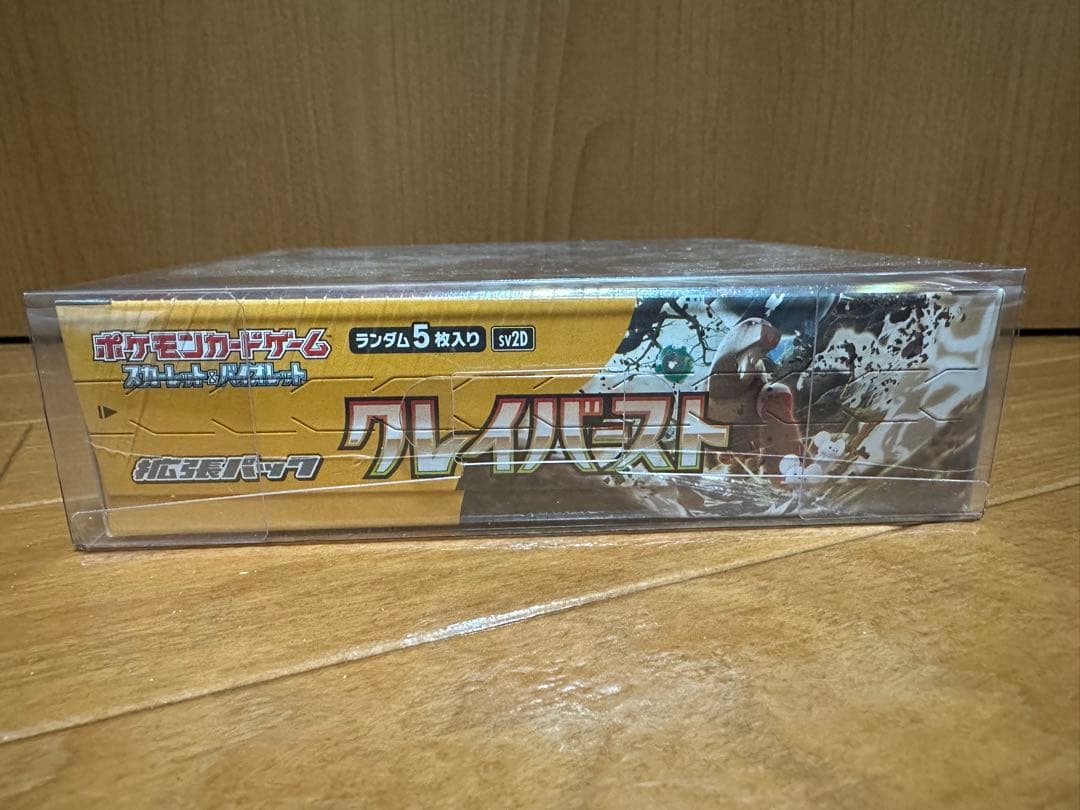 ポケモンカードゲーム
スカーレット&バイオレット
ランダム5枚入り
sv2D
クレイバースト
拡張パック